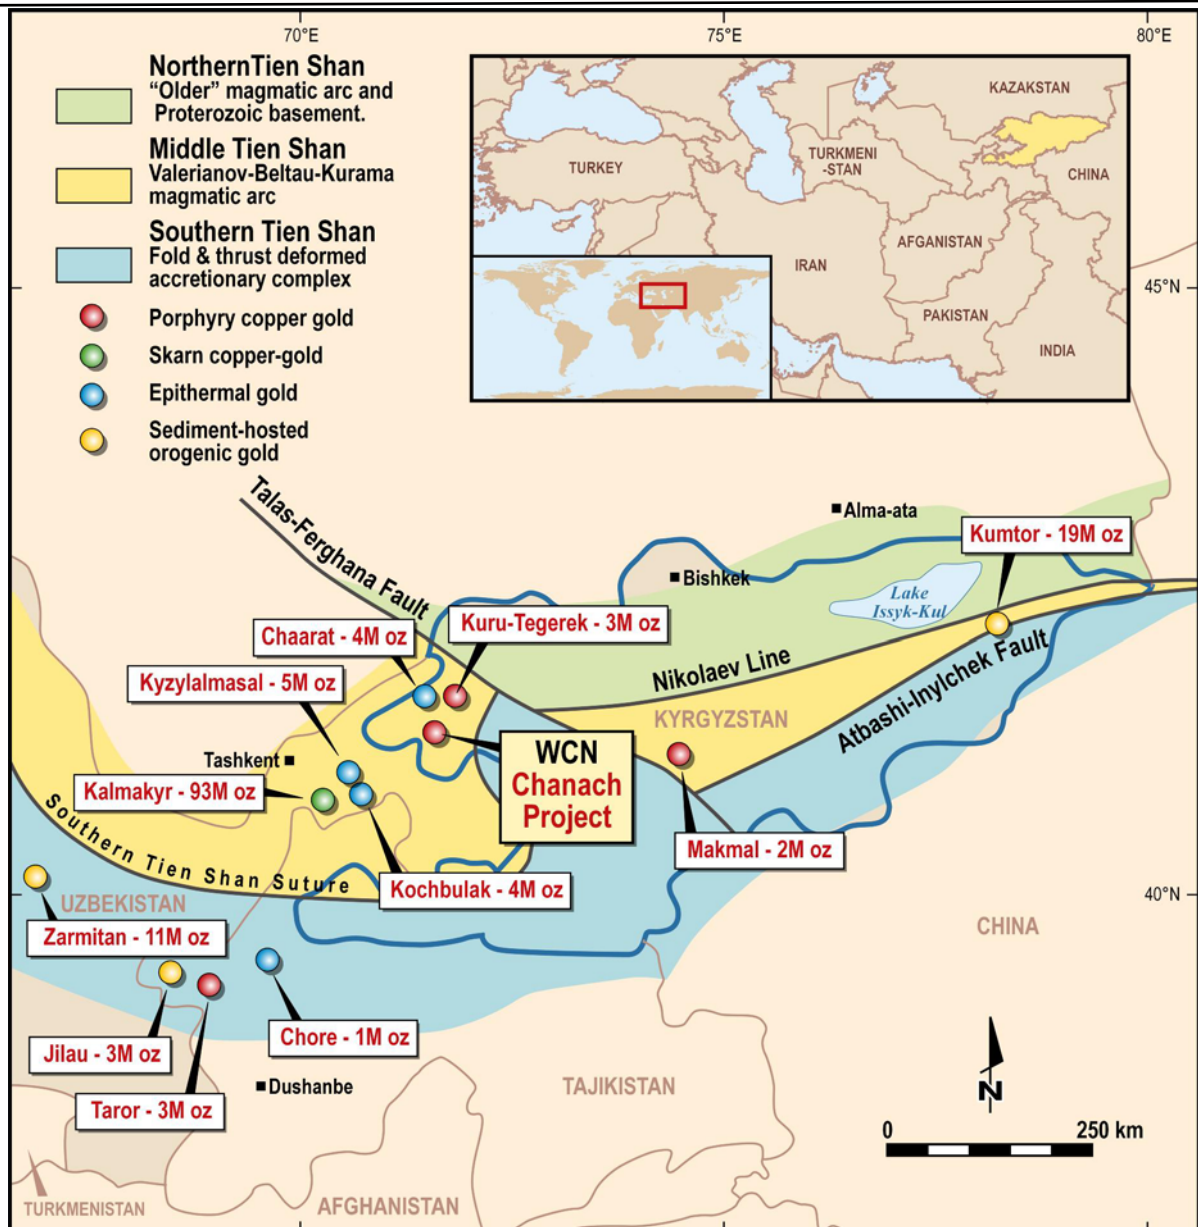 70°E
75°E
80°E
NorthernTien Shan
“Older” magmatic arc and
Proterozoic basement.
Middle Tien Shan
Valerianov-Beltau-Kurama
magmatic arc
Southern Tien Shan
Fold & thrust deformed
accretionary complex
Porphyry copper gold
Skarn copper-gold
Epithermal gold
Sediment-hosted
orogenic gold
KAZAKSTAN
TURKEY
TURKMENI
-STAN
CHINA
AFGANISTAN
IRAN
PAKISTAN
INDIA
45°N
Talas-Ferghana Fault
Alma-ata
Kumtor - 19M oz
Bishkek
Lake
Issyk-Kul
Chaarat - 4M oz
Kuru-Tegerek - 3M oz
Nikolaev Line
Kyzylalmasal - 5M oz
KYRGYZSTAN
Atbashi-Inylchek Fault
Tashkent
WCN
Chanach
Project
Kalmakyr - 93M oz
Makmal - 2M oz
Southern Tien Shan Suture
Kochbulak - 4M oz
40°N
UZBEKISTAN
Zarmitan - 11M oz
CHINA
Chore - 1M oz
Jilau - 3M oz
Dushanbe
TAJIKISTAN
Taror - 3M oz
N
0
250 km
TURKMENISTAN
AFGHANISTAN